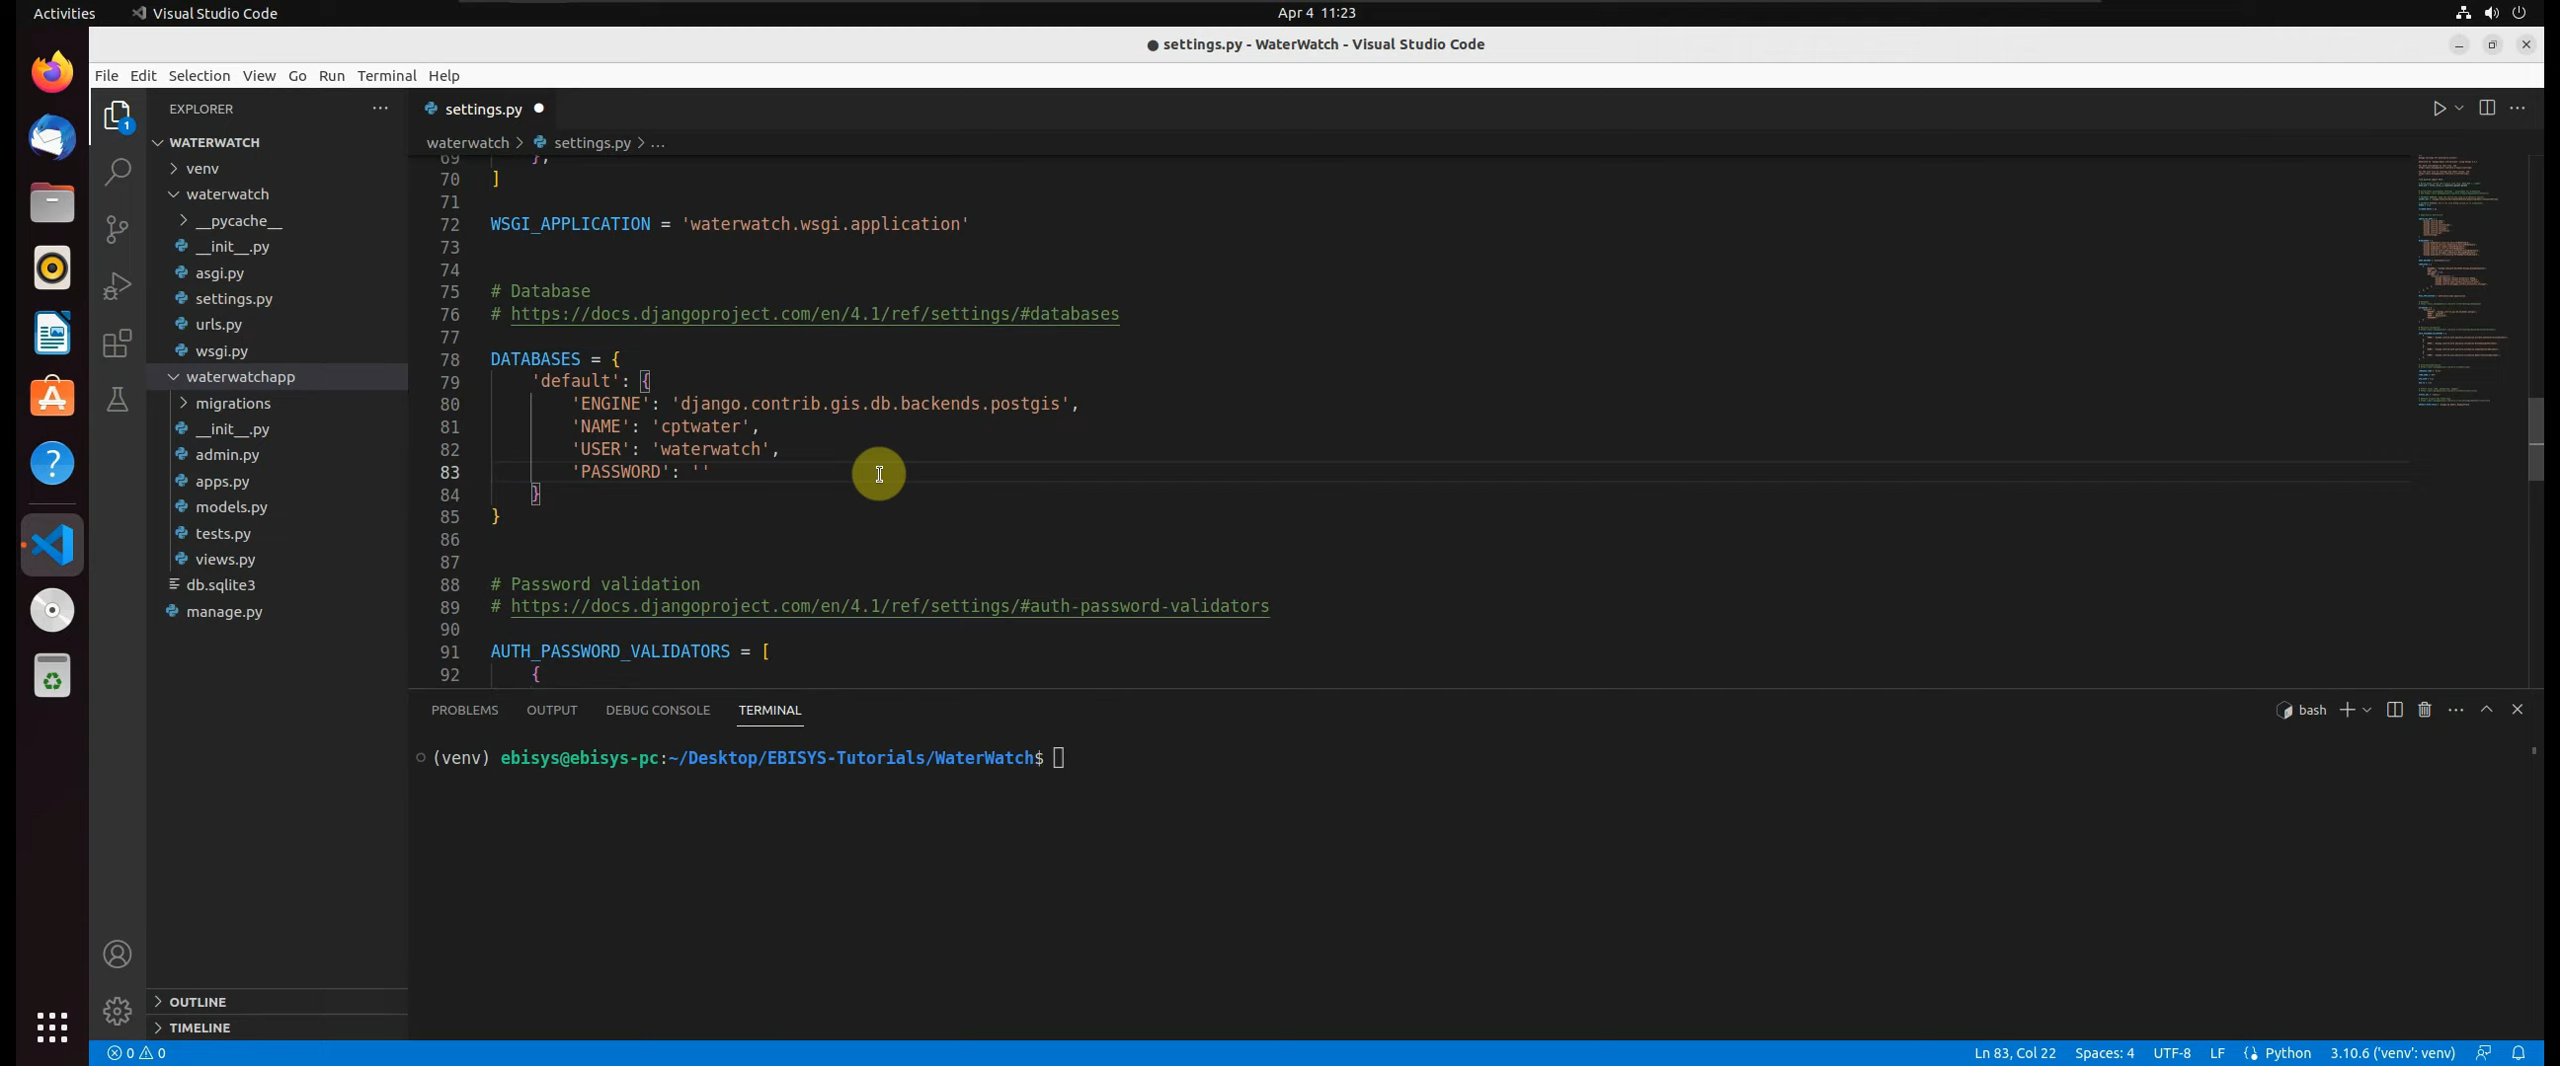 Activities
Visual Studio Code
Apr 4 11:23
● settings.py - WaterWatch - Visual Studio Code
File Edit Selection View Go Run Terminal Help
EXPLORER
1
WATERWATCH
venv
waterwatch
__pycache__
__init__.py
asgi.py
settings.py
urls.py
wsgi.py
waterwatchapp
migrations
__init__.py
admin.py
apps.py
models.py
tests.py
views.py
db.sqlite3
manage.py
OUTLINE
TIMELINE
settings.py
waterwatch > settings.py > ...
69 },
70 ]
71
72 WSGI_APPLICATION = 'waterwatch.wsgi.application'
73
74
75 # Database
76 # https://docs.djangoproject.com/en/4.1/ref/settings/#databases
77
78 DATABASES = {
79 'default': {
80 'ENGINE': 'django.contrib.gis.db.backends.postgis',
81 'NAME': 'cptwater',
82 'USER': 'waterwatch',
83 'PASSWORD': ''
84 }
85 }
86
87
88 # Password validation
89 # https://docs.djangoproject.com/en/4.1/ref/settings/#auth-password-validators
90
91 AUTH_PASSWORD_VALIDATORS = [
92 {
PROBLEMS OUTPUT DEBUG CONSOLE TERMINAL
bash
(venv) ebisys@ebisys-pc:~/Desktop/EBISYS-Tutorials/WaterWatch$
0 0
Ln 83, Col 22 Spaces: 4 UTF-8 LF Python 3.10.6 ('venv': venv)